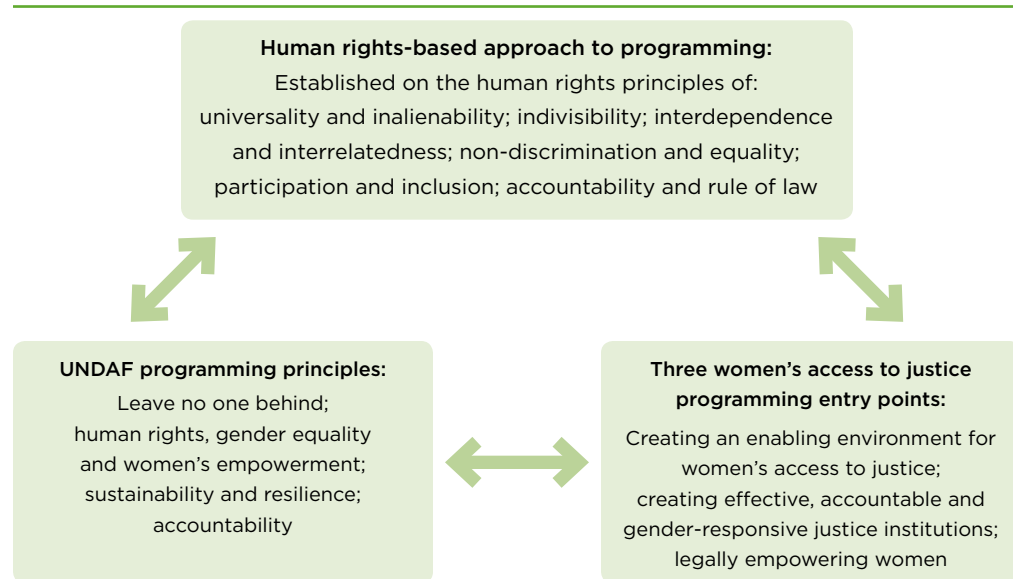 Human rights-based approach to programming:
Established on the human rights principles of:
universality and inalienability; indivisibility; interdependence
and interrelatedness; non-discrimination and equality;
participation and inclusion; accountability and rule of law
UNDAF programming principles:
Leave no one behind;
human rights, gender equality
and women’s empowerment;
sustainability and resilience;
accountability
Three women’s access to justice
programming entry points:
Creating an enabling environment for
women’s access to justice;
creating effective, accountable and
gender-responsive justice institutions;
legally empowering women